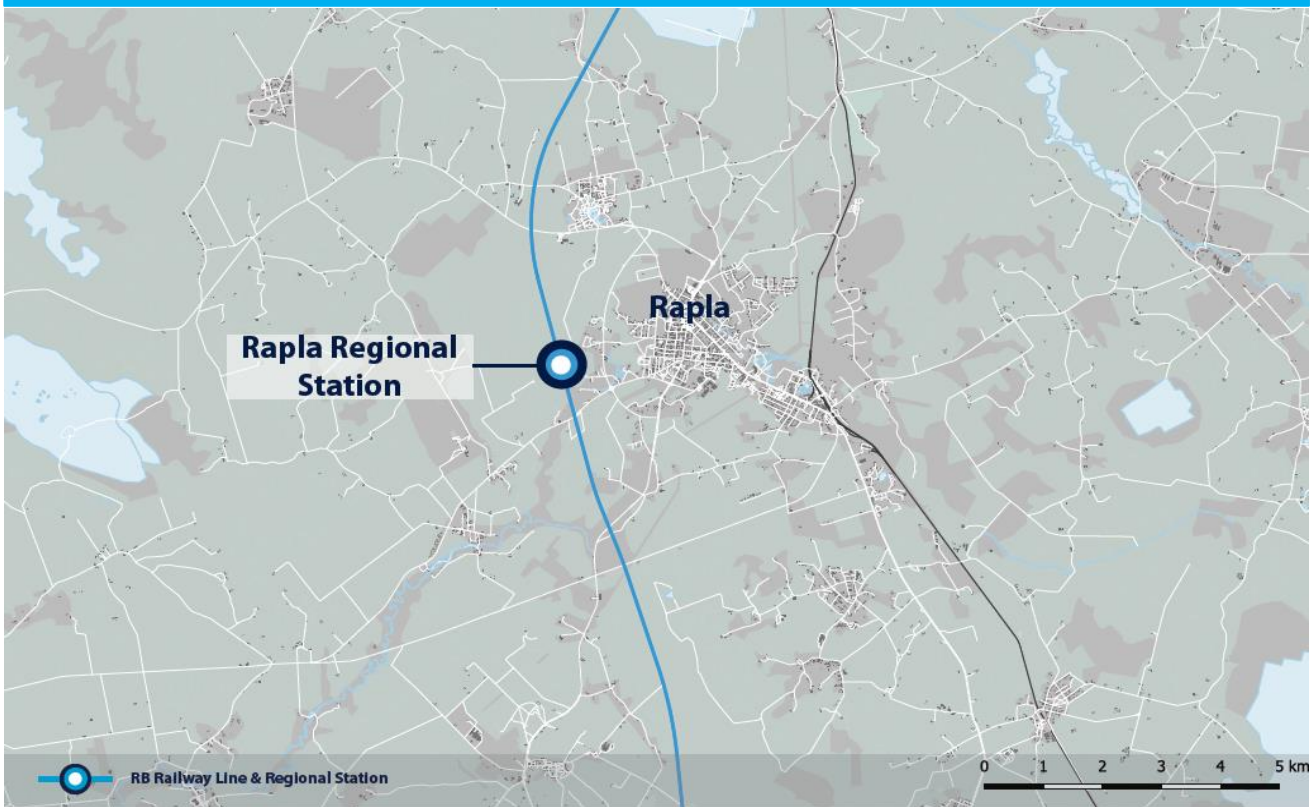 Rapla
Rapla Regional
Station
RB Railway Line & Regional Station
0 1 2 3 4 5 km